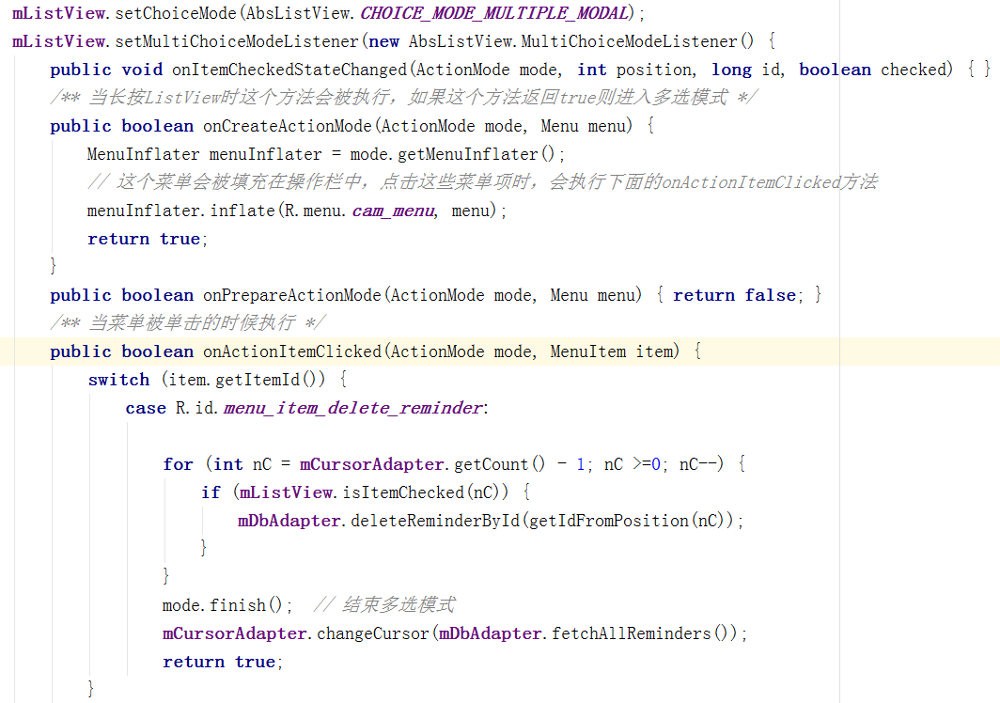 mListView.setChoiceMode(AbsListView.CHOICE_MODE_MULTIPLE_MODAL);
mListView.setMultiChoiceModeListener(new AbsListView.MultiChoiceModeListener() {
public void onItemCheckedStateChanged(ActionMode mode, int position, long id, boolean checked) { }
/** 当长按ListView时这个方法会被执行，如果这个方法返回true则进入多选模式 */
public boolean onCreateActionMode(ActionMode mode, Menu menu) {
MenuInflater menuInflater = mode.getMenuInflater();
// 这个菜单会被填充在操作栏中，点击这些菜单项时，会执行下面的onActionItemClicked方法
menuInflater.inflate(R.menu.cam_menu, menu);
return true;
}
public boolean onPrepareActionMode(ActionMode mode, Menu menu) { return false; }
/** 当菜单被单击的时候执行 */
public boolean onActionItemClicked(ActionMode mode, MenuItem item) {
switch (item.getItemId()) {
case R.id.menu_item_delete_reminder:
for (int nC = mCursorAdapter.getCount() - 1; nC >=0; nC--) {
if (mListView.isItemChecked(nC)) {
mDbAdapter.deleteReminderById(getIdFromPosition(nC));
}
}
mode.finish(); // 结束多选模式
mCursorAdapter.changeCursor(mDbAdapter.fetchAllReminders());
return true;
}